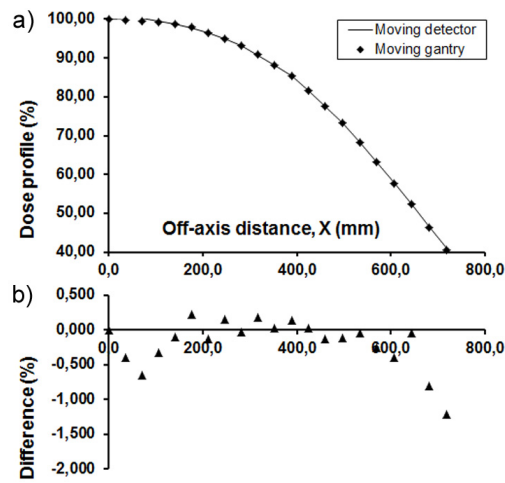 a)
Moving detector
Moving gantry
Dose profile (%)
100,00
90,00
80,00
70,00
60,00
50,00
40,00
Off-axis distance, X (mm)
0,0 200,0 400,0 600,0 800,0
b)
Difference (%)
0,500
0,000
-0,500
-1,000
-1,500
-2,000
0,0 200,0 400,0 600,0 800,0